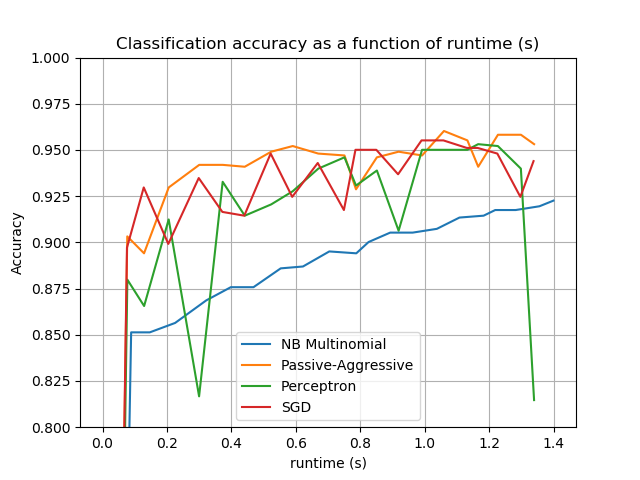 Classification accuracy as a function of runtime (s)
1.000
0.975
0.950
0.925
0.900
0.875
0.850
0.825
0.800
Accuracy
NB Multinomial
Passive-Aggressive
Perceptron
SGD
0.0 0.2 0.4 0.6 0.8 1.0 1.2 1.4
runtime (s)